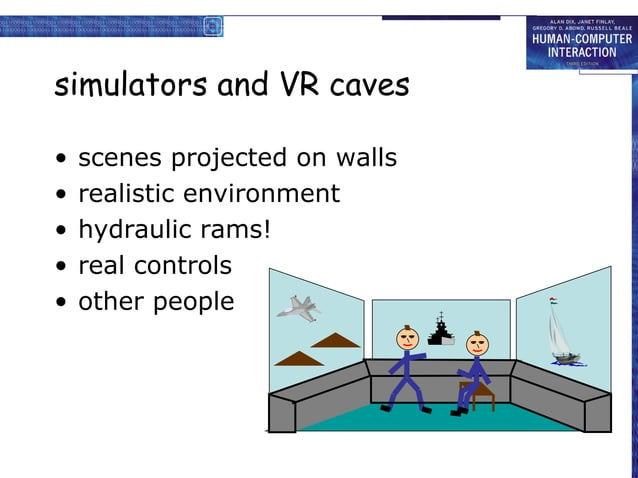 ALAN DIX, JANET FINLAY,
GREGORY D. ABOWD, RUSSELL BEALE
HUMAN-COMPUTER
INTERACTION
THIRD EDITION
simulators and VR caves
• scenes projected on walls
• realistic environment
• hydraulic rams!
• real controls
• other people